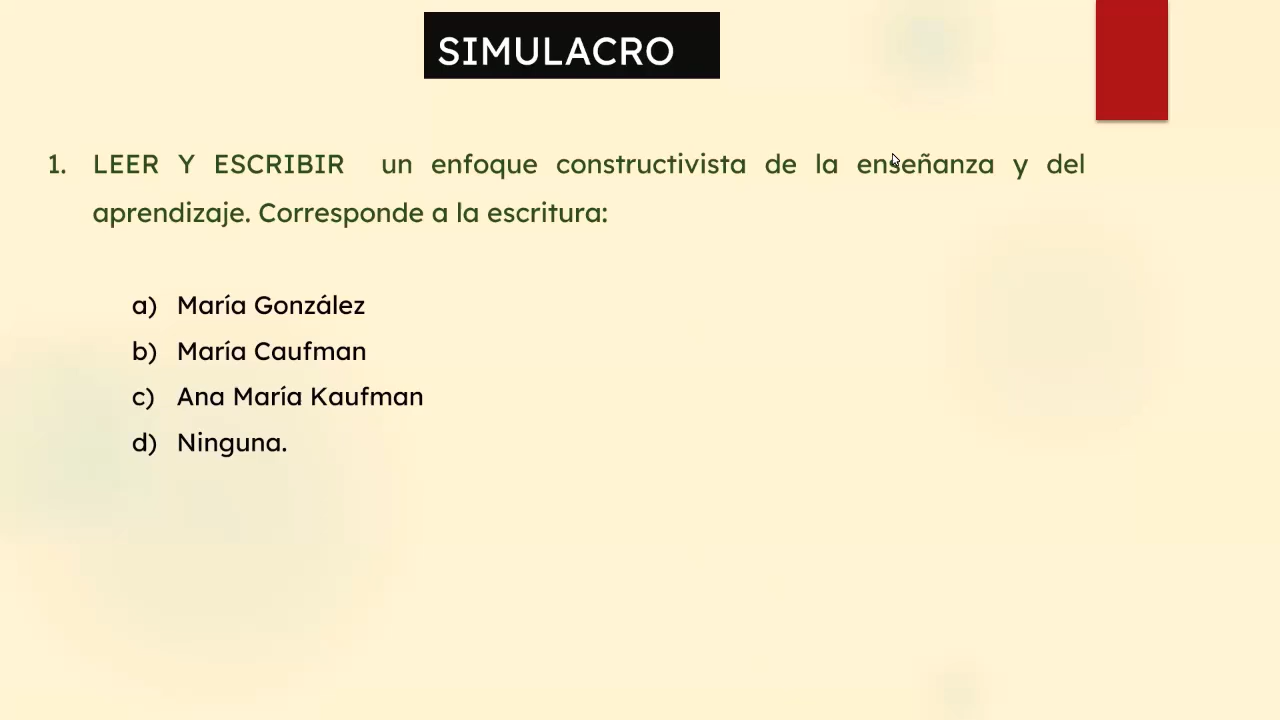 SIMULACRO
1. LEER Y ESCRIBIR un enfoque constructivista de la enseñanza y del
aprendizaje. Corresponde a la escritura:
a) María González
b) María Caufman
c) Ana María Kaufman
d) Ninguna.